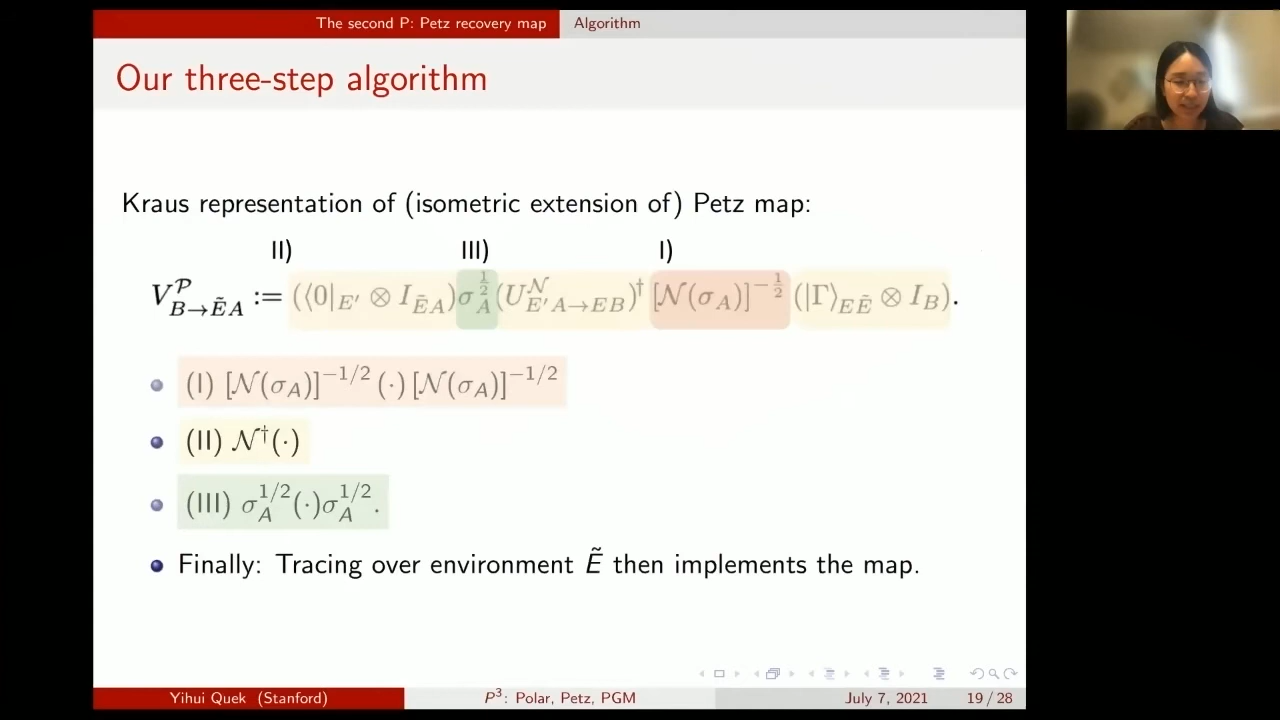 The second P: Petz recovery map Algorithm
Our three-step algorithm
Kraus representation of (isometric extension of) Petz map:
II) III) I)
V^𝒫_{B→ẼA} := (⟨0|_{E′} ⊗ I_{ẼA})σ_A^{1/2}(U^𝒩_{E′A→EB})^† [𝒩(σ_A)]^{−1/2} (|Γ⟩_{EẼ} ⊗ I_B).
(I) [𝒩(σ_A)]^{−1/2} (·) [𝒩(σ_A)]^{−1/2}
(II) 𝒩^†(·)
(III) σ_A^{1/2}(·)σ_A^{1/2}.
Finally: Tracing over environment Ẽ then implements the map.
Yihui Quek (Stanford) P³: Polar, Petz, PGM July 7, 2021 19 / 28